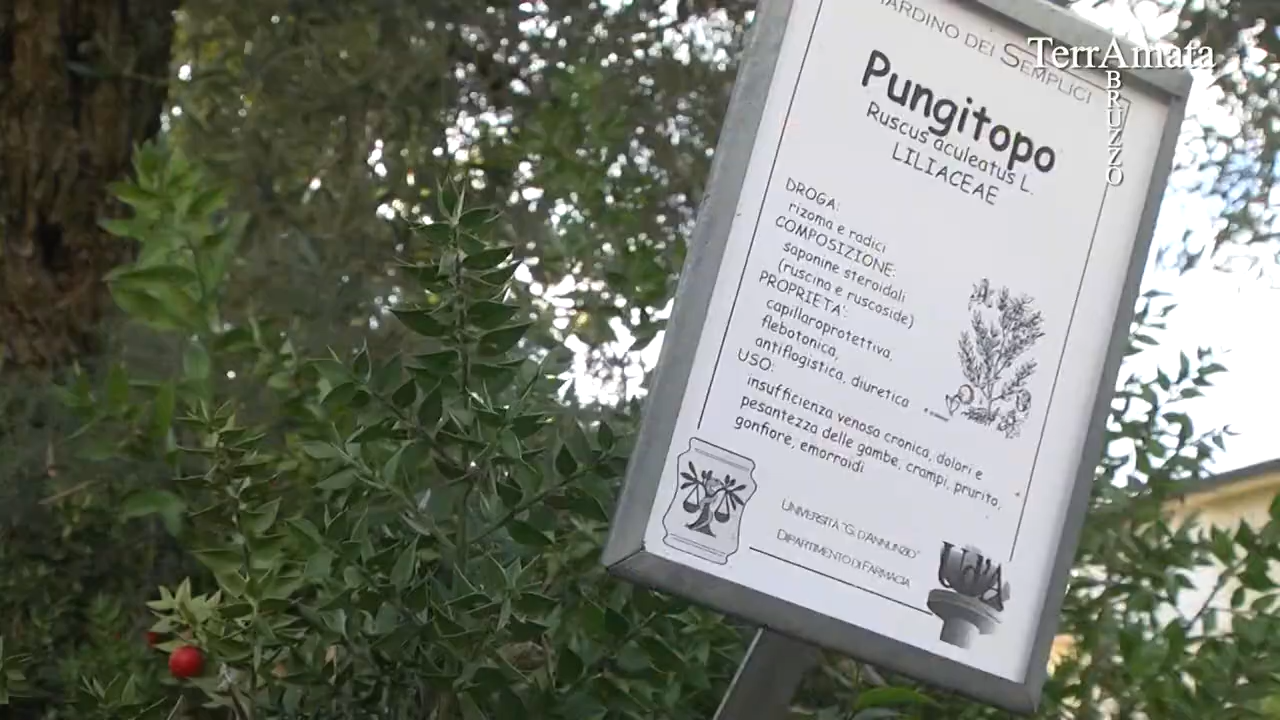 GIARDINO DEI SEMPLICI
Pungitopo
Ruscus aculeatus L.
LILIACEAE
DROGA:
rizoma e radici
COMPOSIZIONE:
saponine steroidali
(ruscina e ruscoside)
PROPRIETA':
capillaroprotettiva,
flebotonica,
antiflogistica, diuretica
USO:
insufficienza venosa cronica, dolori e
pesantezza delle gambe, crampi, prurito,
gonfiore, emorroidi
UNIVERSITÀ "G. D'ANNUNZIO"
DIPARTIMENTO DI FARMACIA
Ud'A
TerrAmata
ABRUZZO